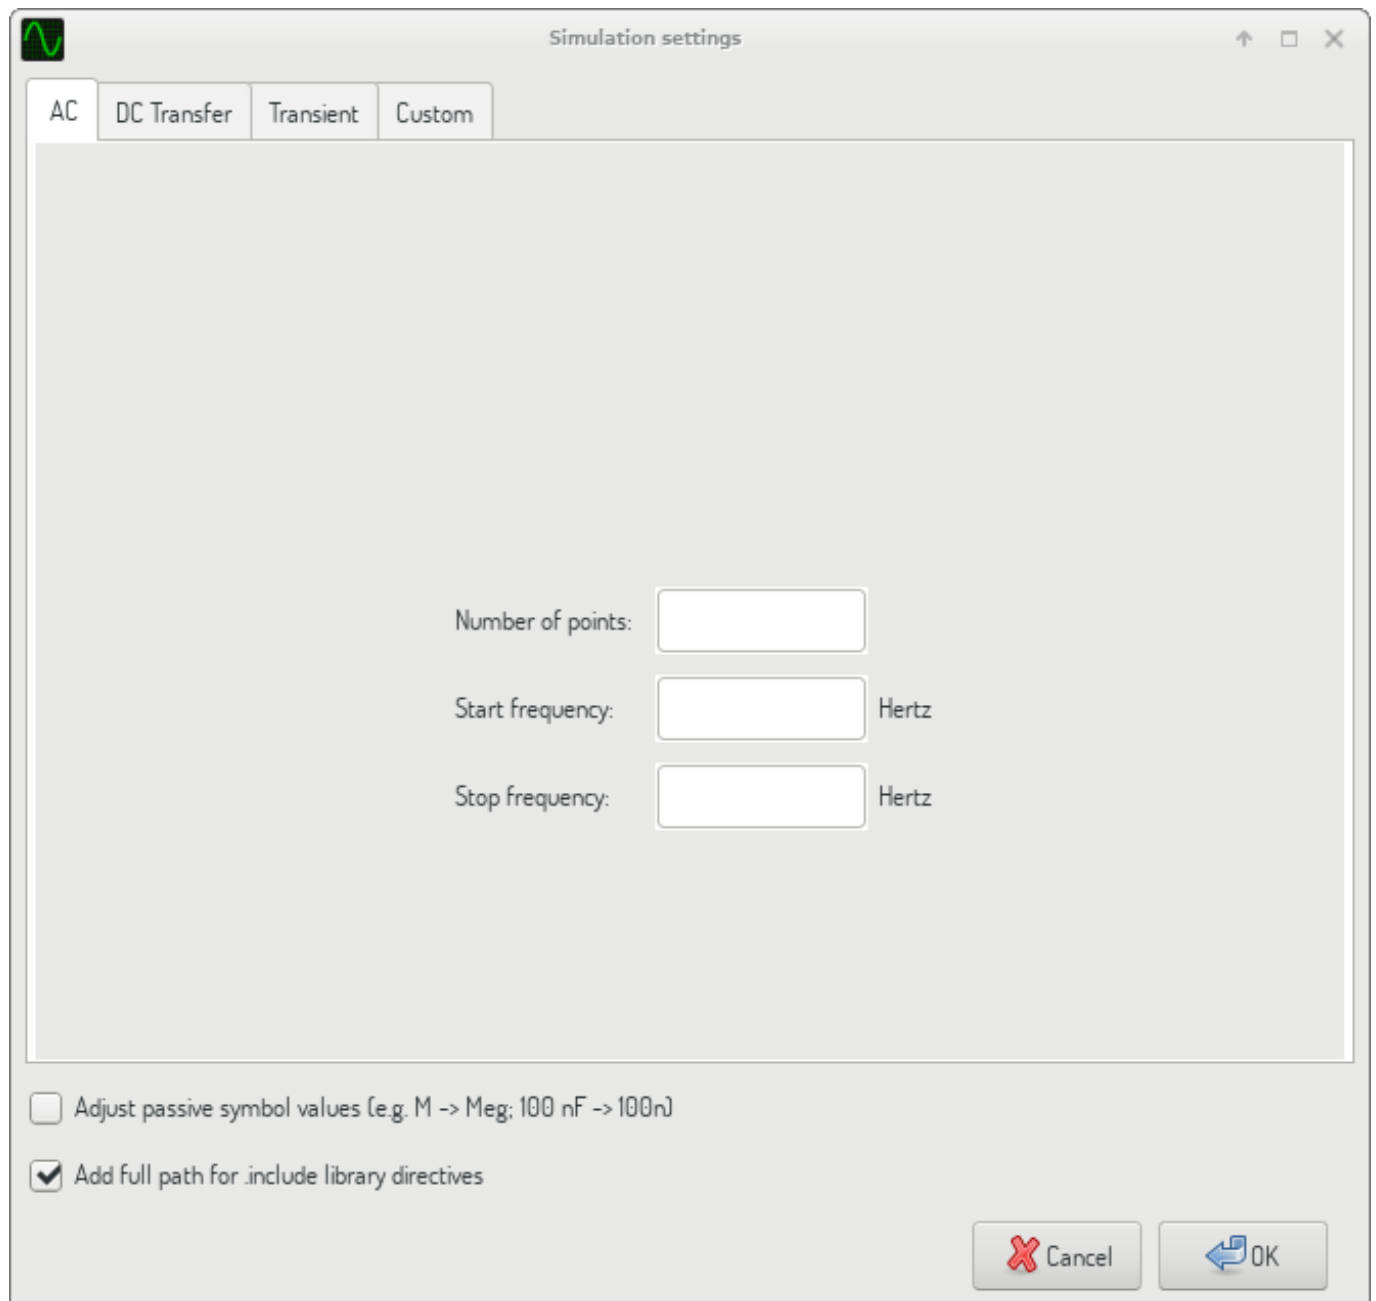 Simulation settings
AC DC Transfer Transient Custom
Number of points:
Start frequency: Hertz
Stop frequency: Hertz
Adjust passive symbol values (e.g. M -> Meg; 100 nF -> 100n)
Add full path for .include library directives
Cancel OK